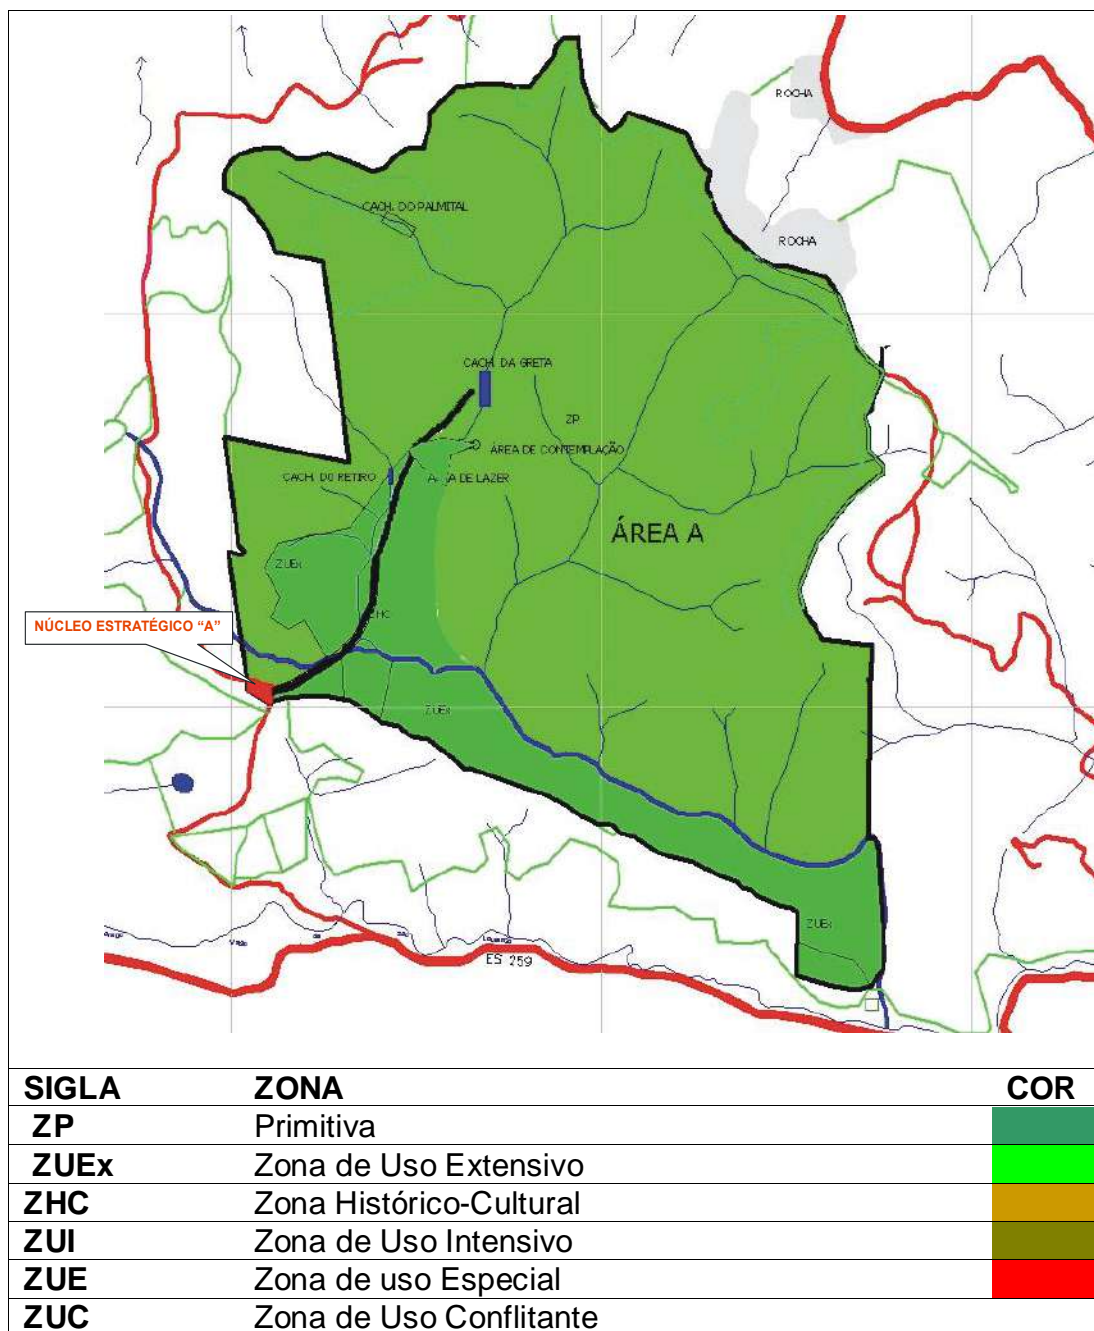 ROCHA
CACH. DO PALMITAL
ROCHA
CACH. DA GRETA
ZP
ÁREA DE CONTEMPLAÇÃO
CACH. DO RETIRO
DE LAZER
ÁREA A
ZUEx
ZHC
NÚCLEO ESTRATÉGICO “A”
ZUEx
ZUEx
ES 259
SIGLA ZONA COR
ZP Primitiva
ZUEx Zona de Uso Extensivo
ZHC Zona Histórico-Cultural
ZUI Zona de Uso Intensivo
ZUE Zona de uso Especial
ZUC Zona de Uso Conflitante